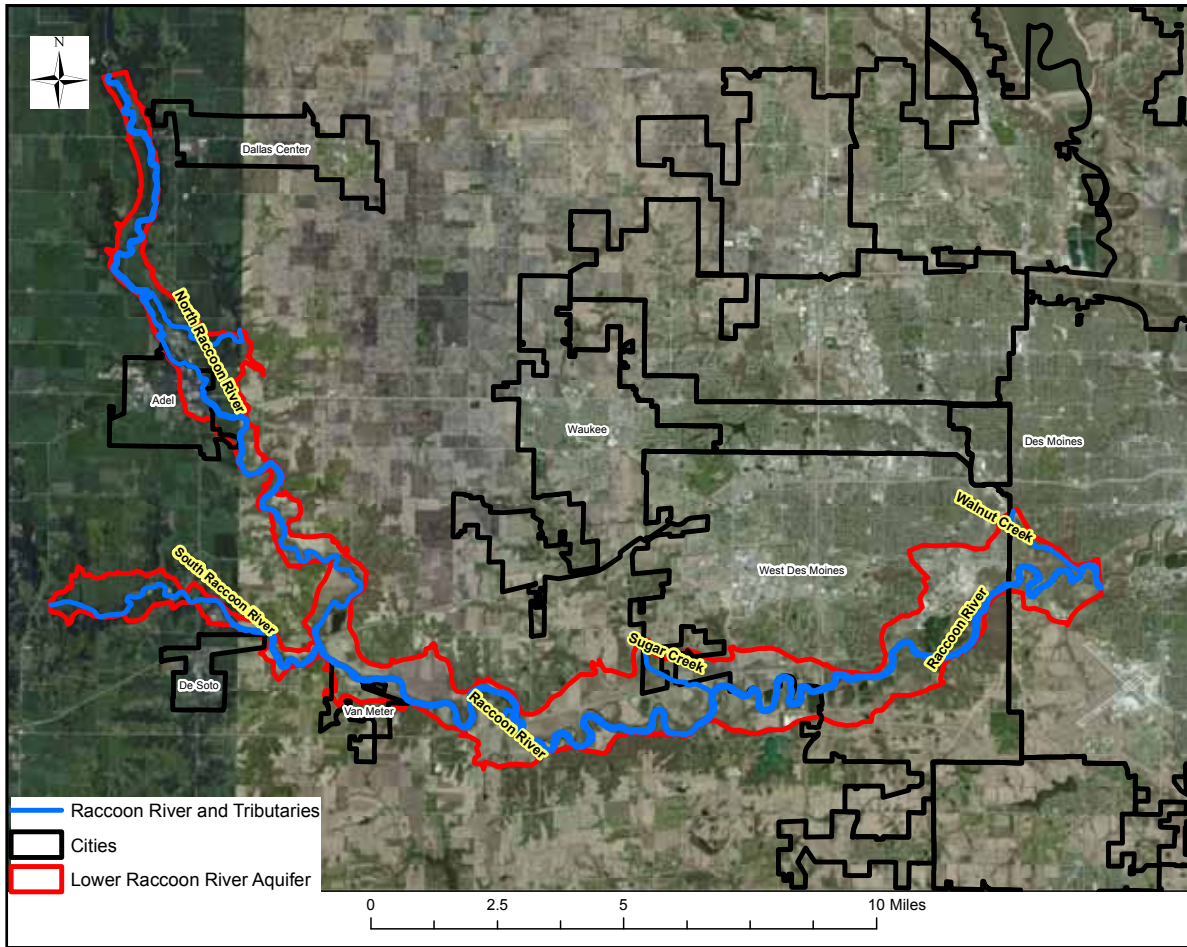 N
Dallas Center
North Raccoon River
Adel
Waukee
Des Moines
Walnut Creek
South Raccoon River
West Des Moines
Raccoon River
Sugar Creek
De Soto
Van Meter
Raccoon River
Raccoon River and Tributaries
Cities
Lower Raccoon River Aquifer
0 2.5 5 10 Miles